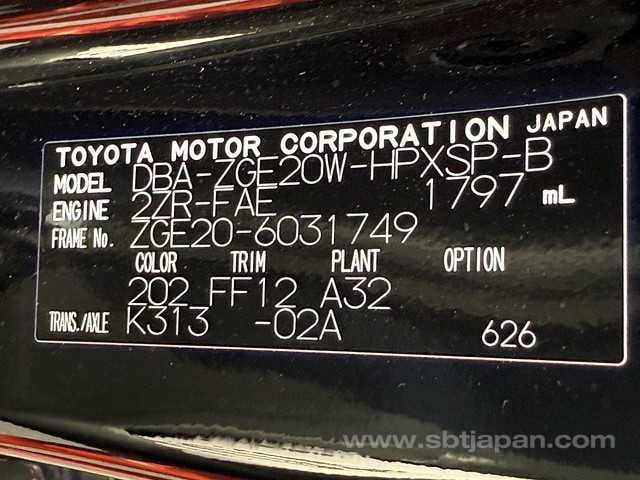 TOYOTA MOTOR CORPORATION JAPAN
MODEL DBA-ZGE20W-HPXSP-B
ENGINE 2ZR-FAE 1797 mL
FRAME No. ZGE20-6031749
COLOR TRIM PLANT OPTION
202 FF12 A32
TRANS./AXLE K313 -02A 626
www.sbtjapan.com